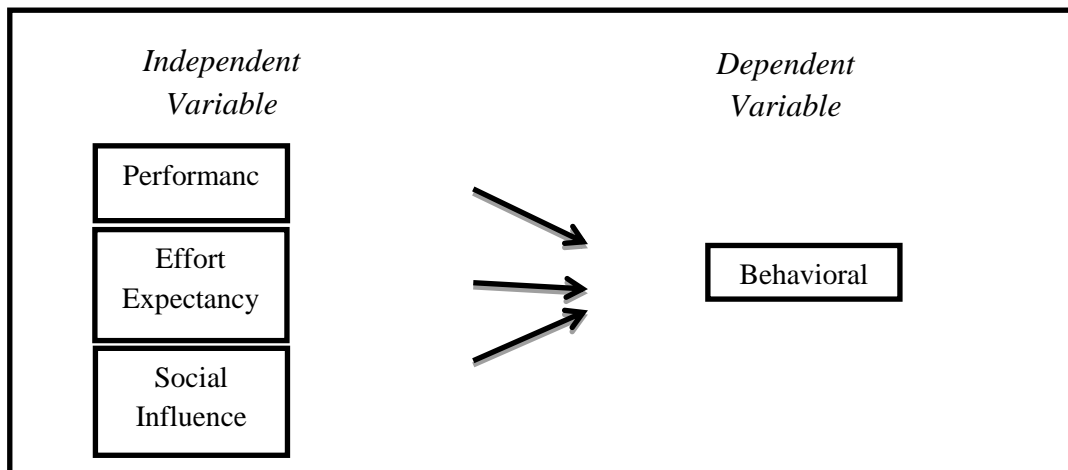 Independent
Variable
Dependent
Variable
Performanc
Effort
Expectancy
Social
Influence
Behavioral